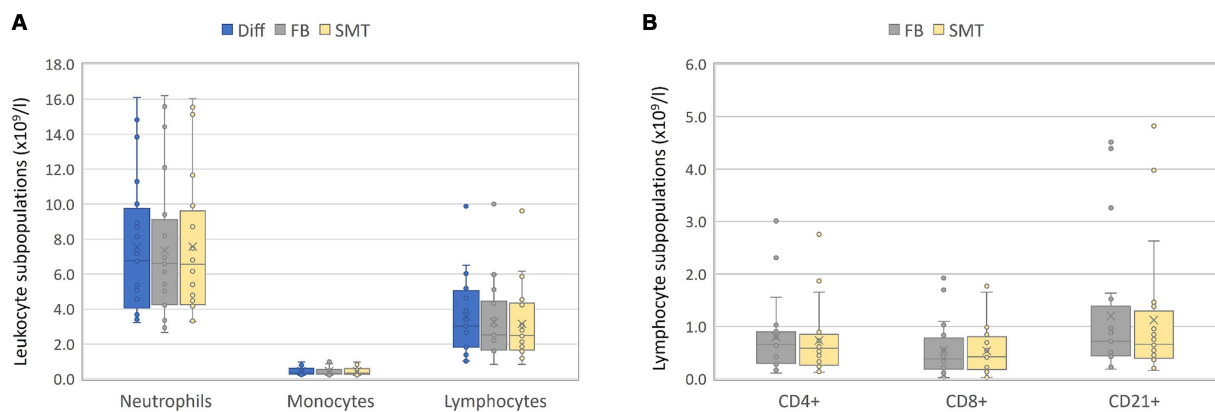 A
Diff FB SMT
Leukocyte subpopulations (x10⁹/l)
18.0
16.0
14.0
12.0
10.0
8.0
6.0
4.0
2.0
0.0
Neutrophils Monocytes Lymphocytes
B
FB SMT
Lymphocyte subpopulations (x10⁹/l)
6.0
5.0
4.0
3.0
2.0
1.0
0.0
CD4+ CD8+ CD21+